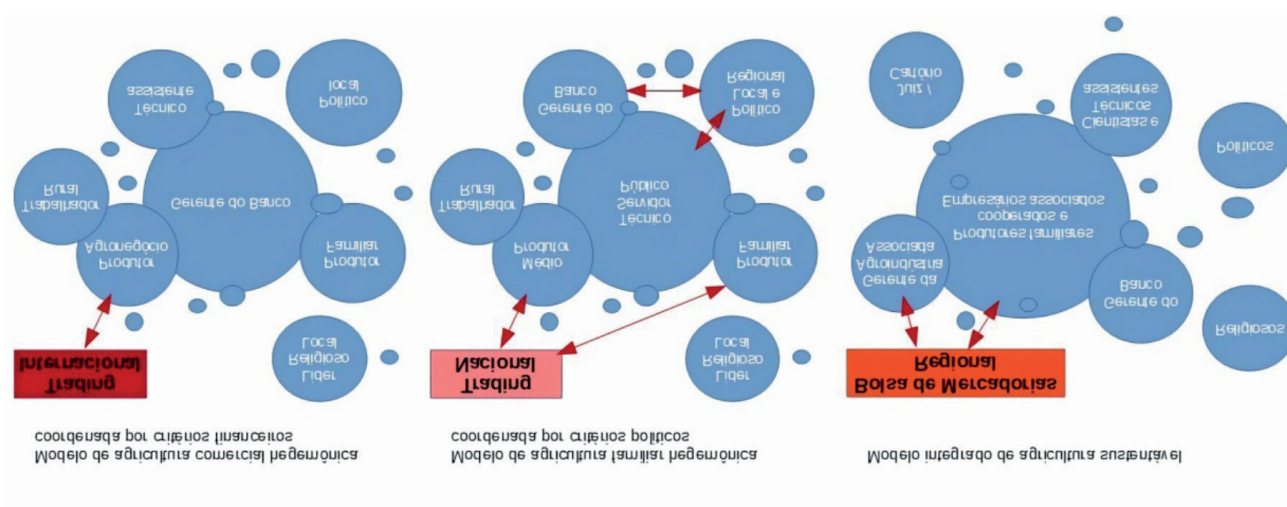 Modelo de agricultura comercial hegemônica
coordenada por critérios financeiros
Trading
Internacional
Líder
Religioso
Local
Produtor
Agronegócio
Produtor
Familiar
Gerente do Banco
Trabalhador
Rural
Técnico
assistente
Político
local
Modelo de agricultura familiar hegemônica
coordenada por critérios políticos
Trading
Nacional
Líder
Religioso
Local
Médio
Produtor
Produtor
Familiar
Técnico
Servidor
Público
Trabalhador
Rural
Gerente do
Banco
Político
Local e
Regional
Modelo integrado de agricultura sustentável
Bolsa de Mercadorias
Regional
Religiosos
Gerente do
Banco
Gerente da
Agroindústria
Associada
Produtores familiares
cooperados e
Empresários associados
Políticos
Cientistas e
Técnicos
assistentes
Juiz /
Cartório